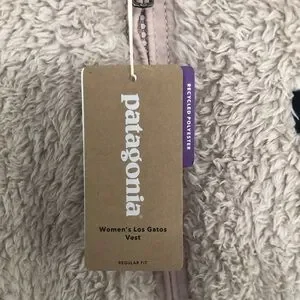 patagonia®
RECYCLED POLYESTER
Women's Los Gatos
Vest
REGULAR FIT